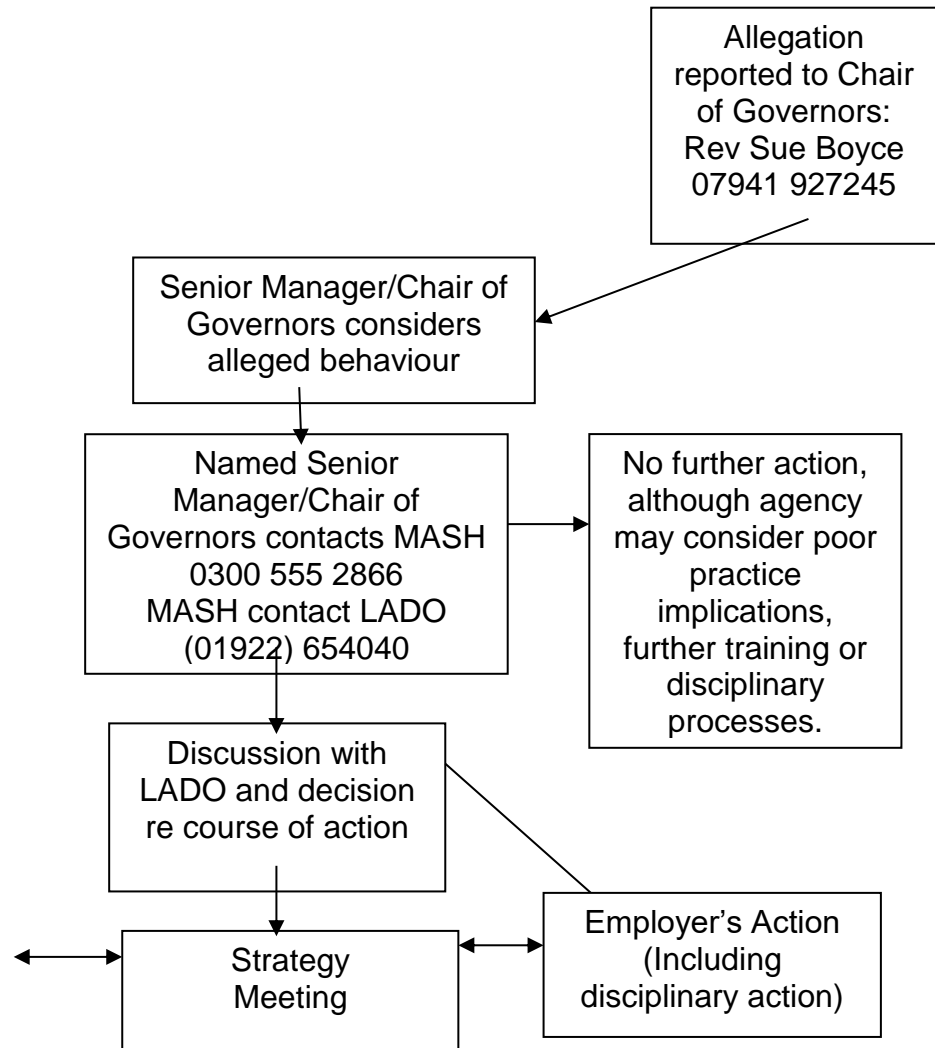 Allegation
reported to Chair
of Governors:
Rev Sue Boyce
07941 927245
Senior Manager/Chair of
Governors considers
alleged behaviour
Named Senior
Manager/Chair of
Governors contacts MASH
0300 555 2866
MASH contact LADO
(01922) 654040
No further action,
although agency
may consider poor
practice
implications,
further training or
disciplinary
processes.
Discussion with
LADO and decision
re course of action
Strategy
Meeting
Employer’s Action
(Including
disciplinary action)